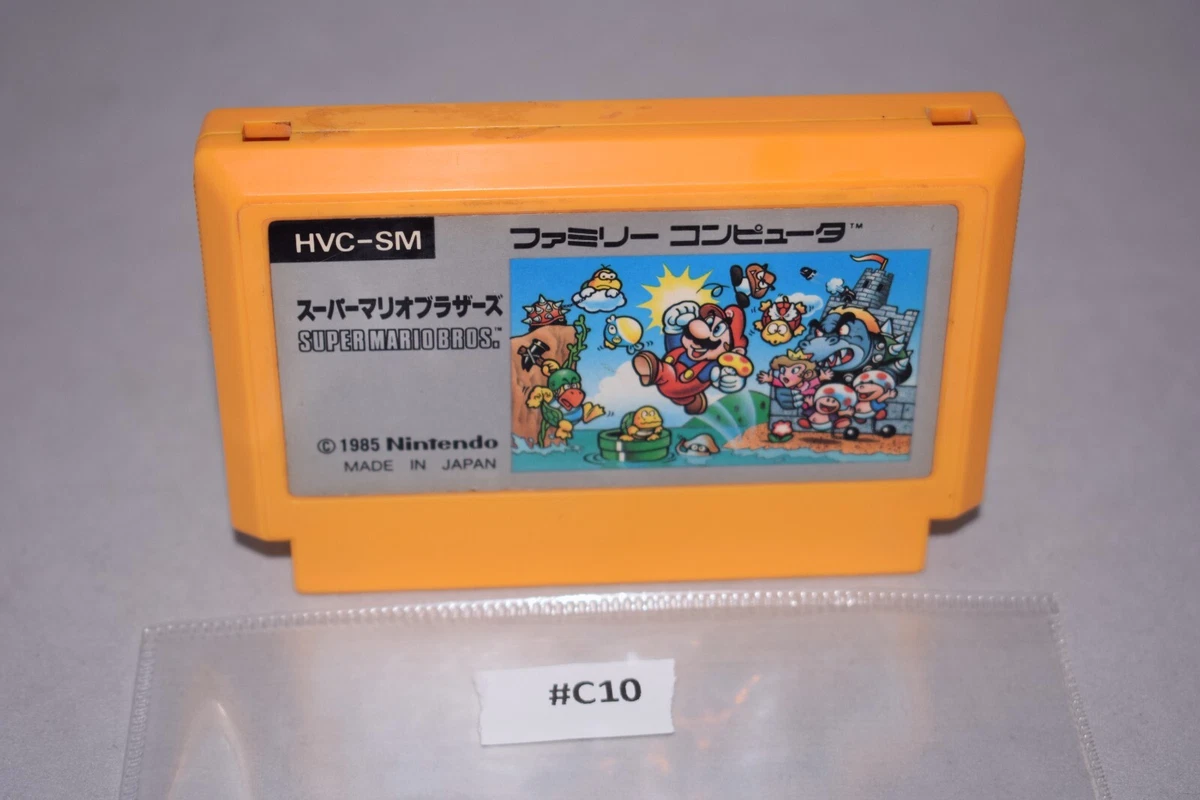 HVC-SM
ファミリー コンピュータ™
スーパーマリオブラザーズ
SUPER MARIO BROS.™
© 1985 Nintendo
MADE IN JAPAN
#C10